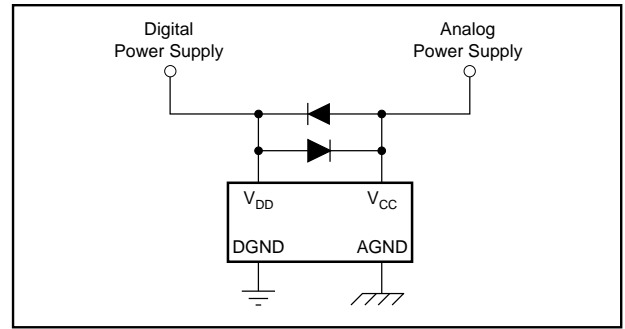 Digital
Power Supply
Analog
Power Supply
VDD
VCC
DGND
AGND